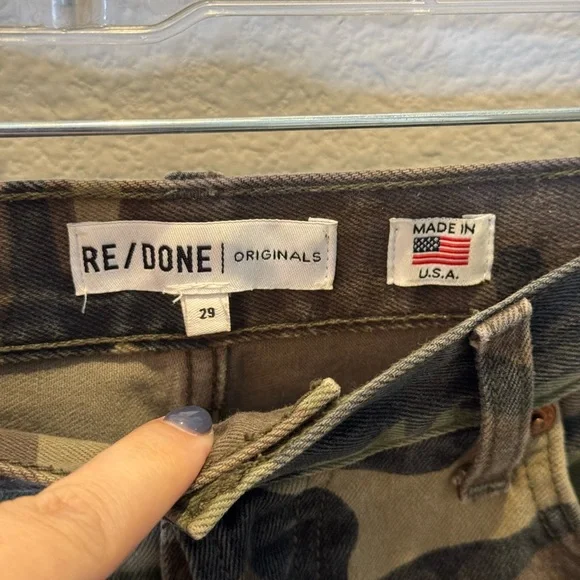 RE/DONE | ORIGINALS
29
MADE IN
U.S.A.